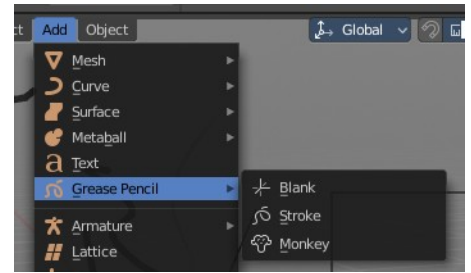 t Add Object Global
Mesh
Curve
Surface
Metaball
Text
Grease Pencil
Blank
Stroke
Monkey
Armature
Lattice